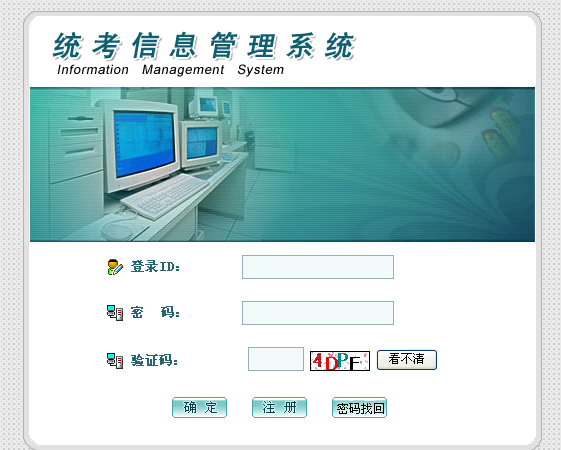 统考信息管理系统
Information Management System
登录ID:
密 码:
验证码: 4DPF 看不清
确 定 注 册 密码找回